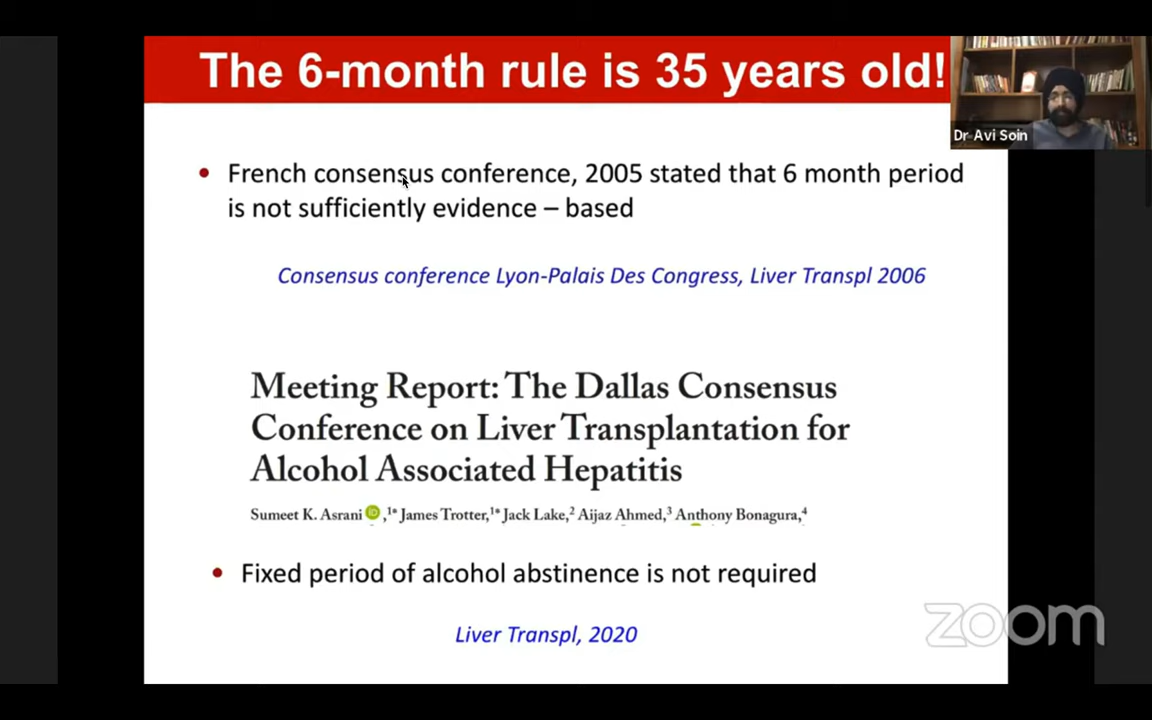 The 6-month rule is 35 years old!
Dr Avi Soin
• French consensus conference, 2005 stated that 6 month period
is not sufficiently evidence – based
Consensus conference Lyon-Palais Des Congress, Liver Transpl 2006
Meeting Report: The Dallas Consensus
Conference on Liver Transplantation for
Alcohol Associated Hepatitis
Sumeet K. Asrani iD ,1* James Trotter,1* Jack Lake,2 Aijaz Ahmed,3 Anthony Bonagura,4
• Fixed period of alcohol abstinence is not required
Liver Transpl, 2020
zoom